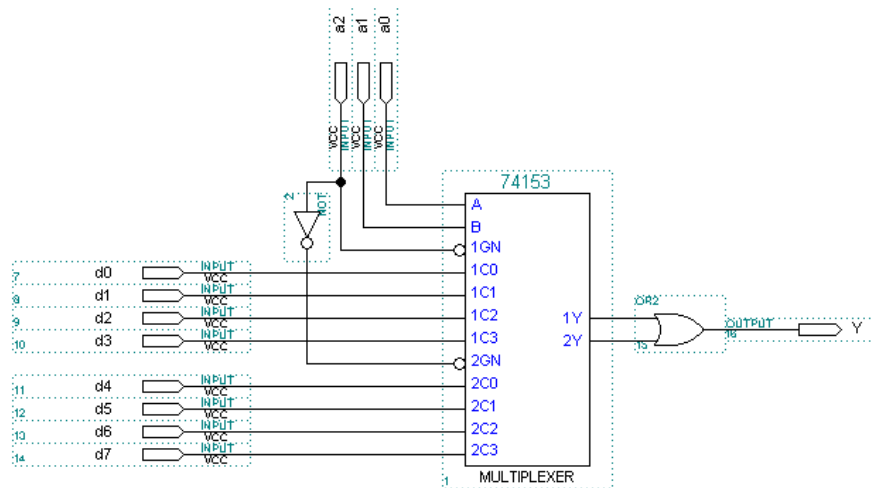 a2 a1 a0
VCC INPUT VCC INPUT VCC INPUT
2 NOT
74153
A
B
1GN
7 d0 INPUT VCC 1C0
8 d1 INPUT VCC 1C1
9 d2 INPUT VCC 1C2
10 d3 INPUT VCC 1C3
OR2
1Y
2Y
15
OUTPUT
16
Y
2GN
11 d4 INPUT VCC 2C0
12 d5 INPUT VCC 2C1
13 d6 INPUT VCC 2C2
14 d7 INPUT VCC 2C3
1 MULTIPLEXER